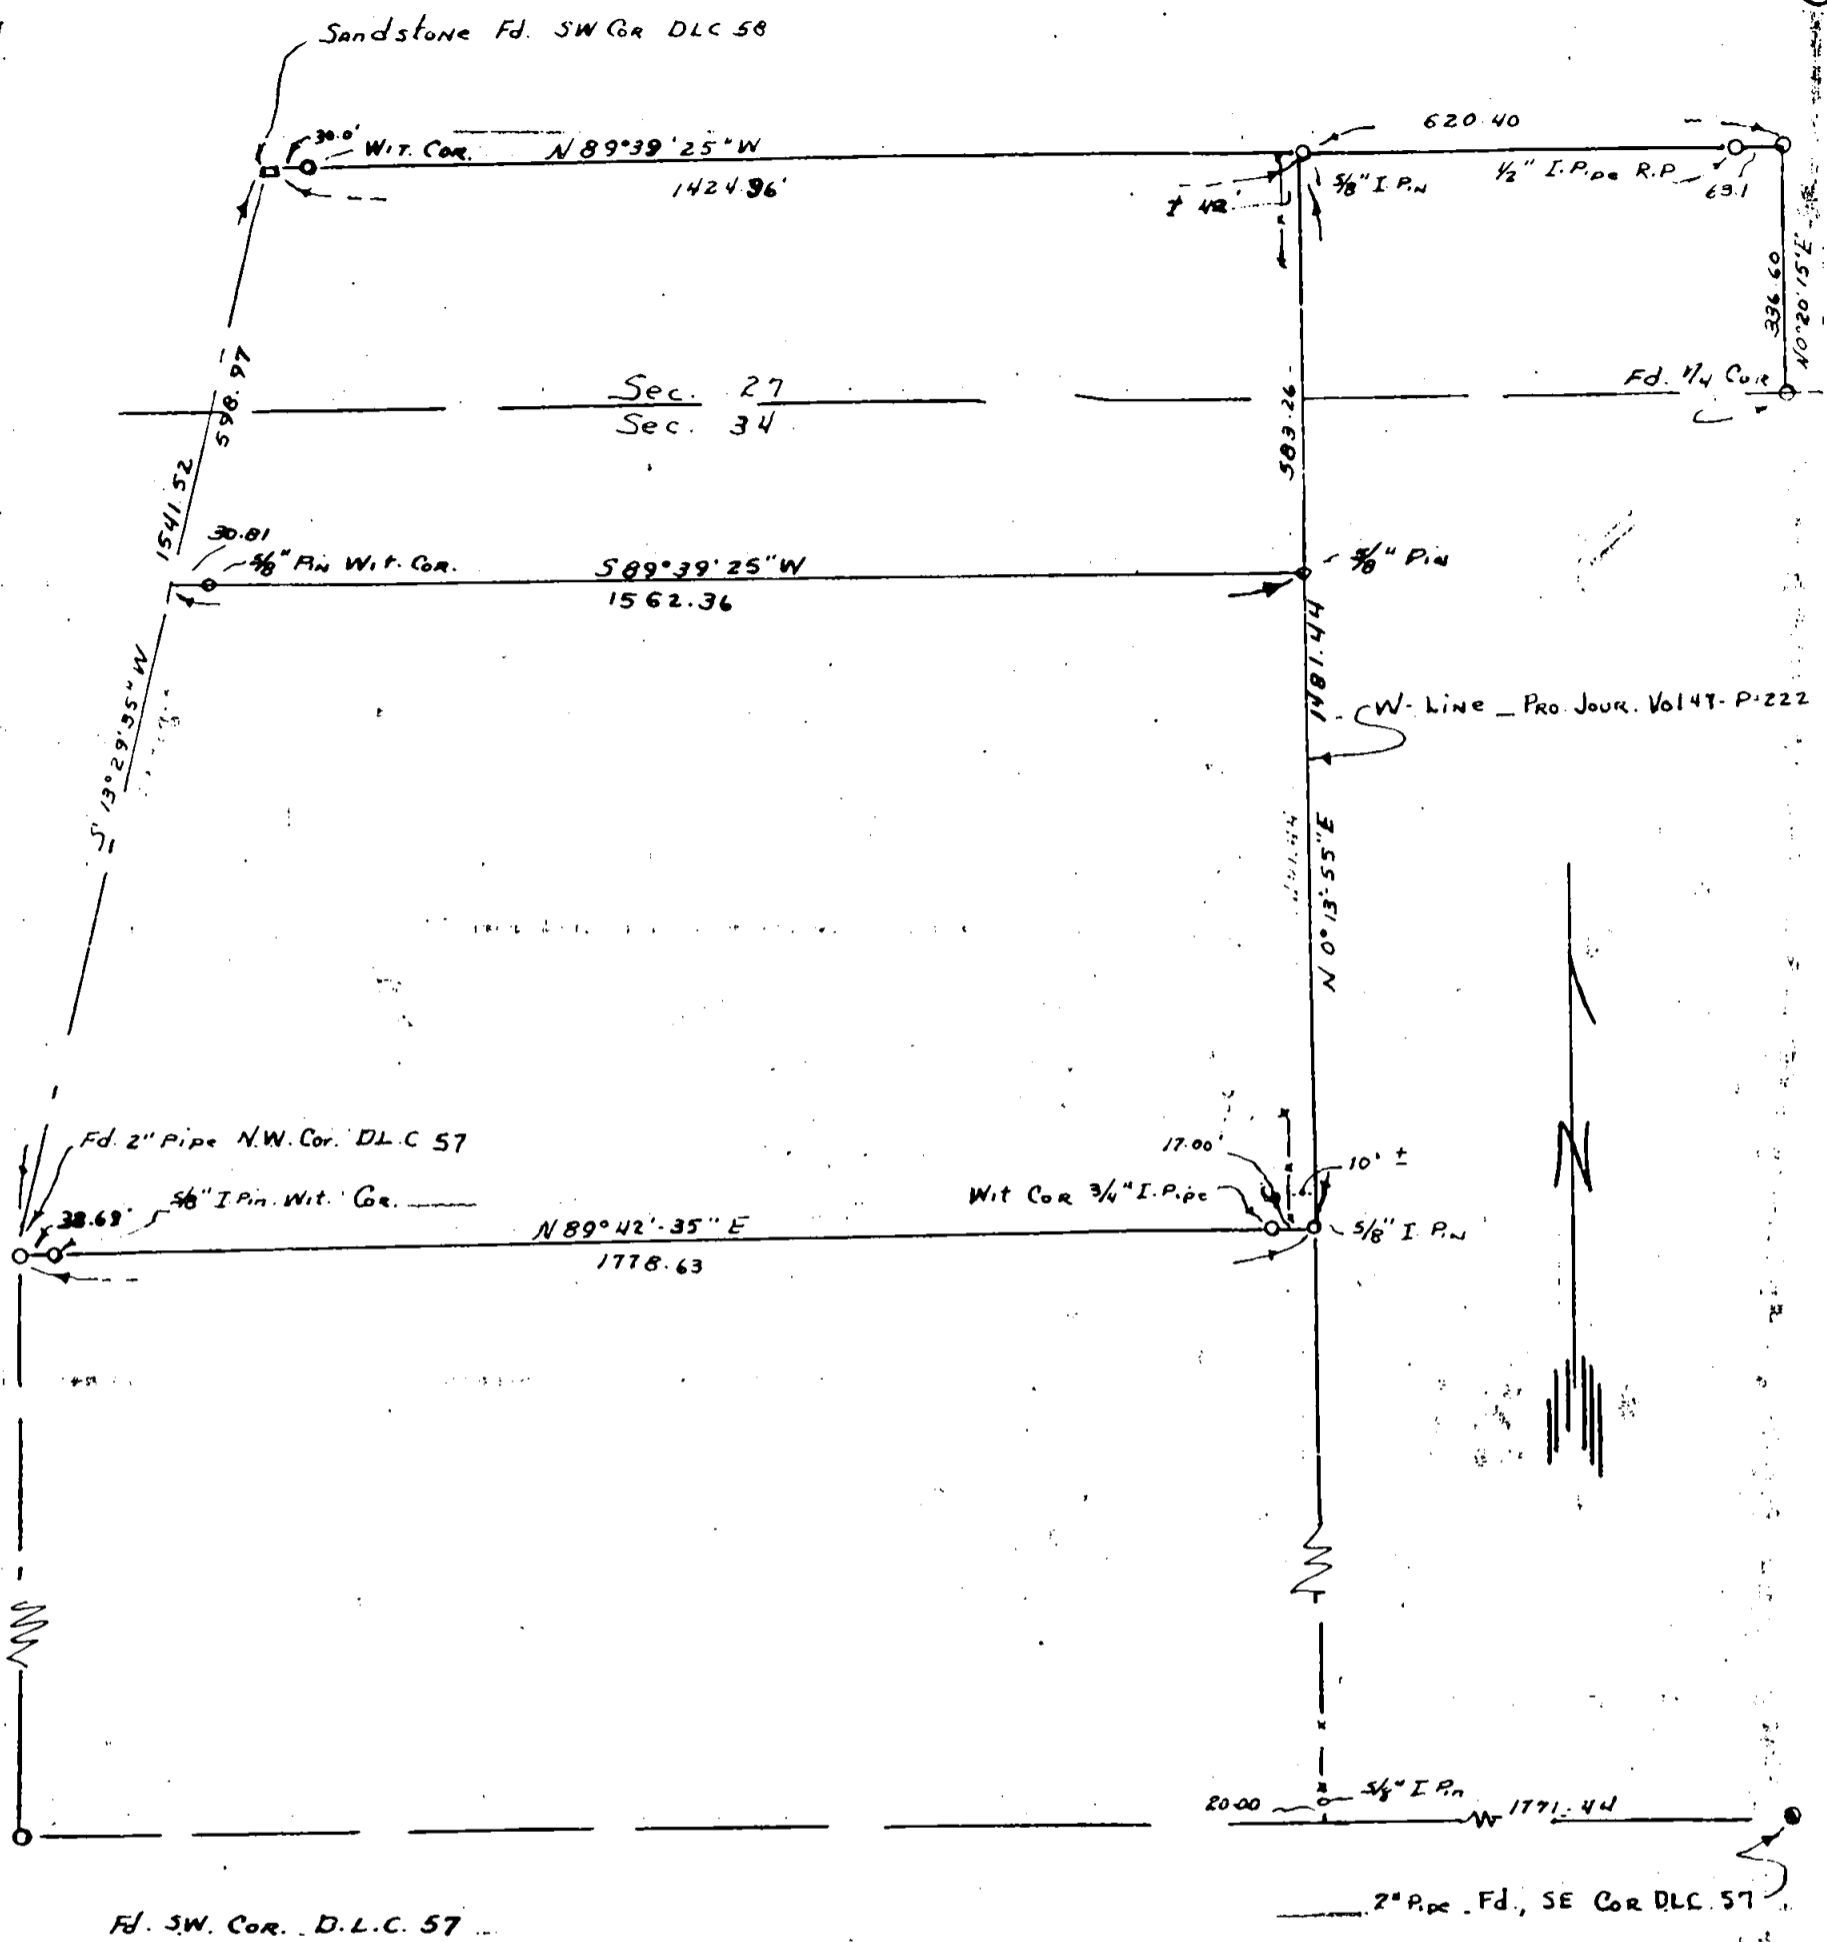 Sandstone Fd. SW Cor DLC 58
30.0'
Wit. Cor.
N 89°39'25" W
1424.96'
620.40
5/8" I. Pin
1/2" I. Pipe R.P.
69.1
336.60
N 0°20'15" E
Fd. 1/4 Cor
Sec. 27
Sec. 34
598.97
1541.52
583.26
30.81
5/8" Pin Wit. Cor.
S 89°39'25" W
1562.36
5/8" Pin
1481.44
W- Line - Pro. Jour. Vol 47- P-222
S 13°29'35" W
N 0°13'-55" E
N
Fd. 2" Pipe N.W. Cor. DL.C 57
17.00'
10' ±
38.69'
5/8" I. Pin. Wit. Cor.
Wit Cor 3/4" I. Pipe
N 89°42'-35" E
1778.63
5/8" I. Pin
20.00
5/8" I Pin
1771.44
2" Pipe Fd., SE Cor DLC. 57
Fd. SW. Cor. D.L.C. 57